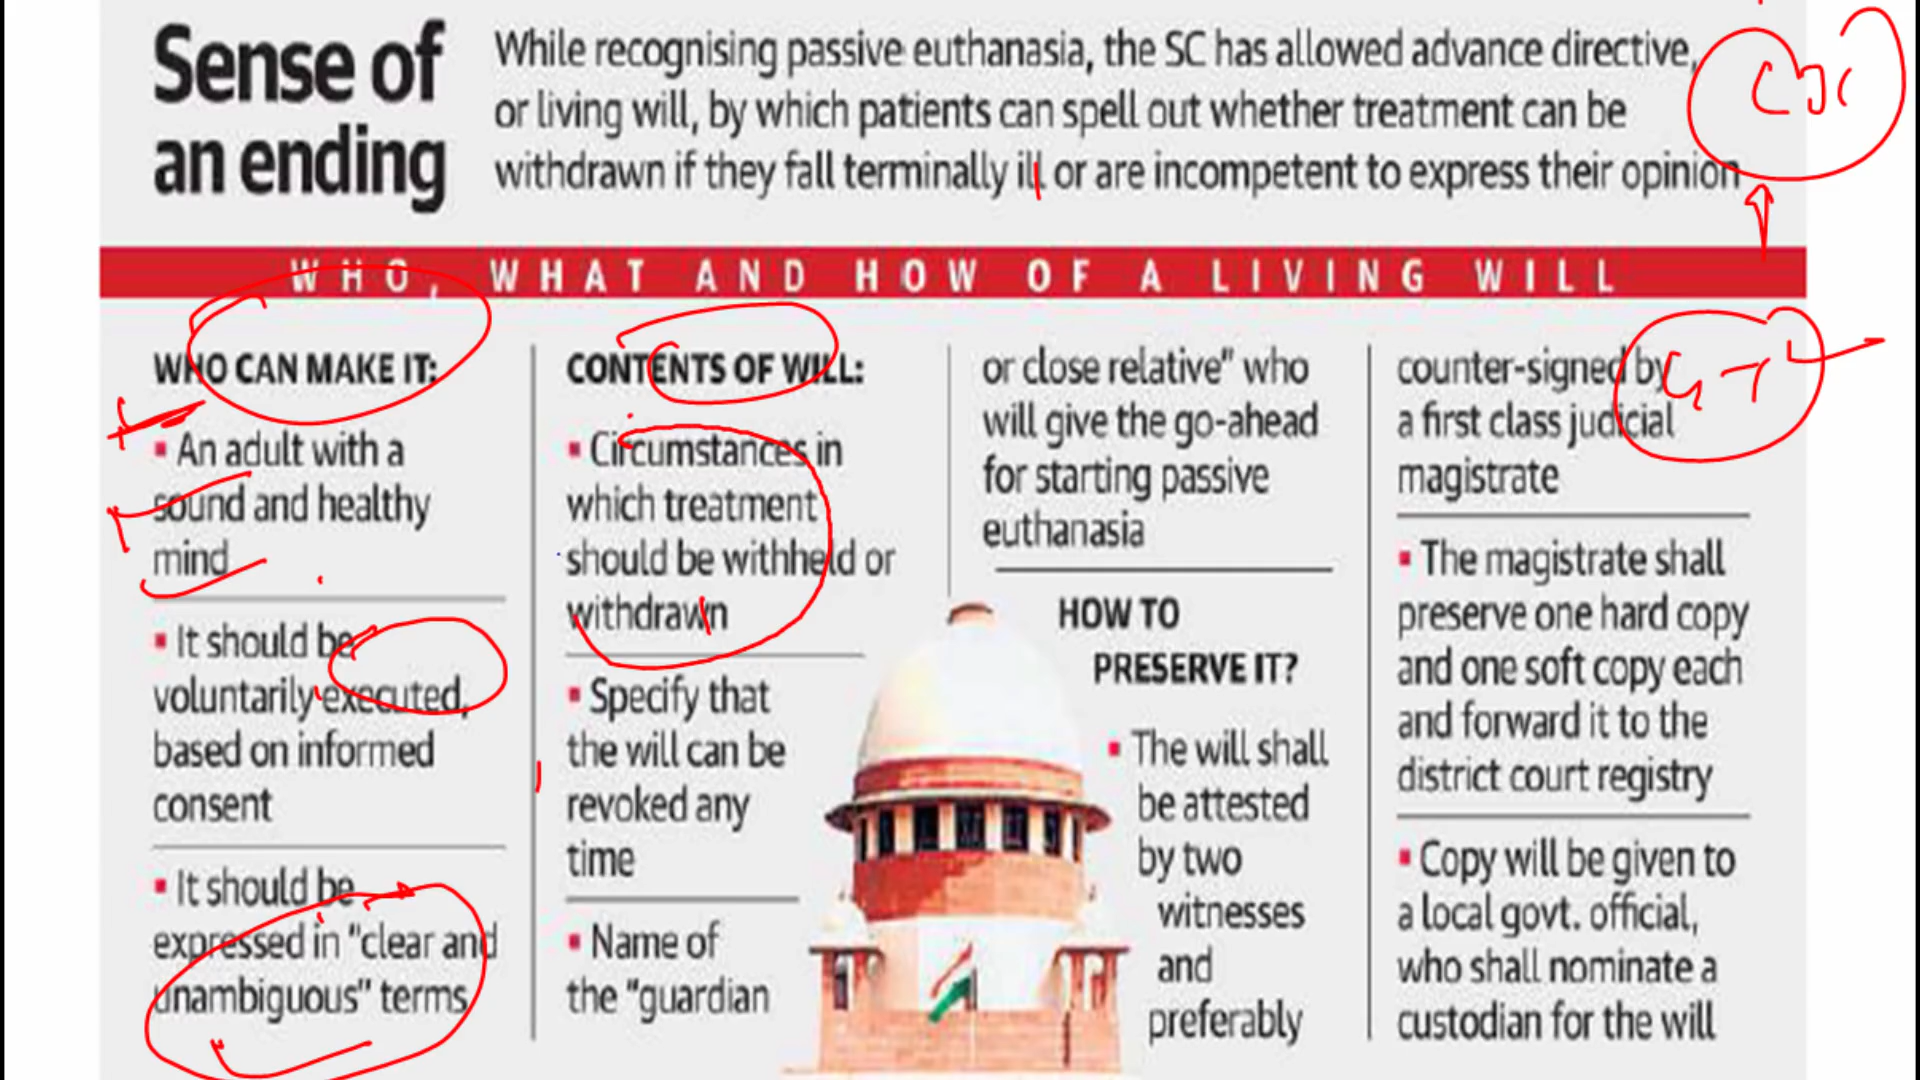 Sense of
an ending
While recognising passive euthanasia, the SC has allowed advance directive,
or living will, by which patients can spell out whether treatment can be
withdrawn if they fall terminally ill or are incompetent to express their opinion
WHO, WHAT AND HOW OF A LIVING WILL
WHO CAN MAKE IT:
▪ An adult with a
sound and healthy
mind
▪ It should be
voluntarily executed,
based on informed
consent
▪ It should be
expressed in "clear and
unambiguous" terms
CONTENTS OF WILL:
▪ Circumstances in
which treatment
should be withheld or
withdrawn
▪ Specify that
the will can be
revoked any
time
▪ Name of
the "guardian
or close relative" who
will give the go-ahead
for starting passive
euthanasia
HOW TO
PRESERVE IT?
▪ The will shall
be attested
by two
witnesses
and
preferably
counter-signed by
a first class judicial
magistrate
▪ The magistrate shall
preserve one hard copy
and one soft copy each
and forward it to the
district court registry
▪ Copy will be given to
a local govt. official,
who shall nominate a
custodian for the will